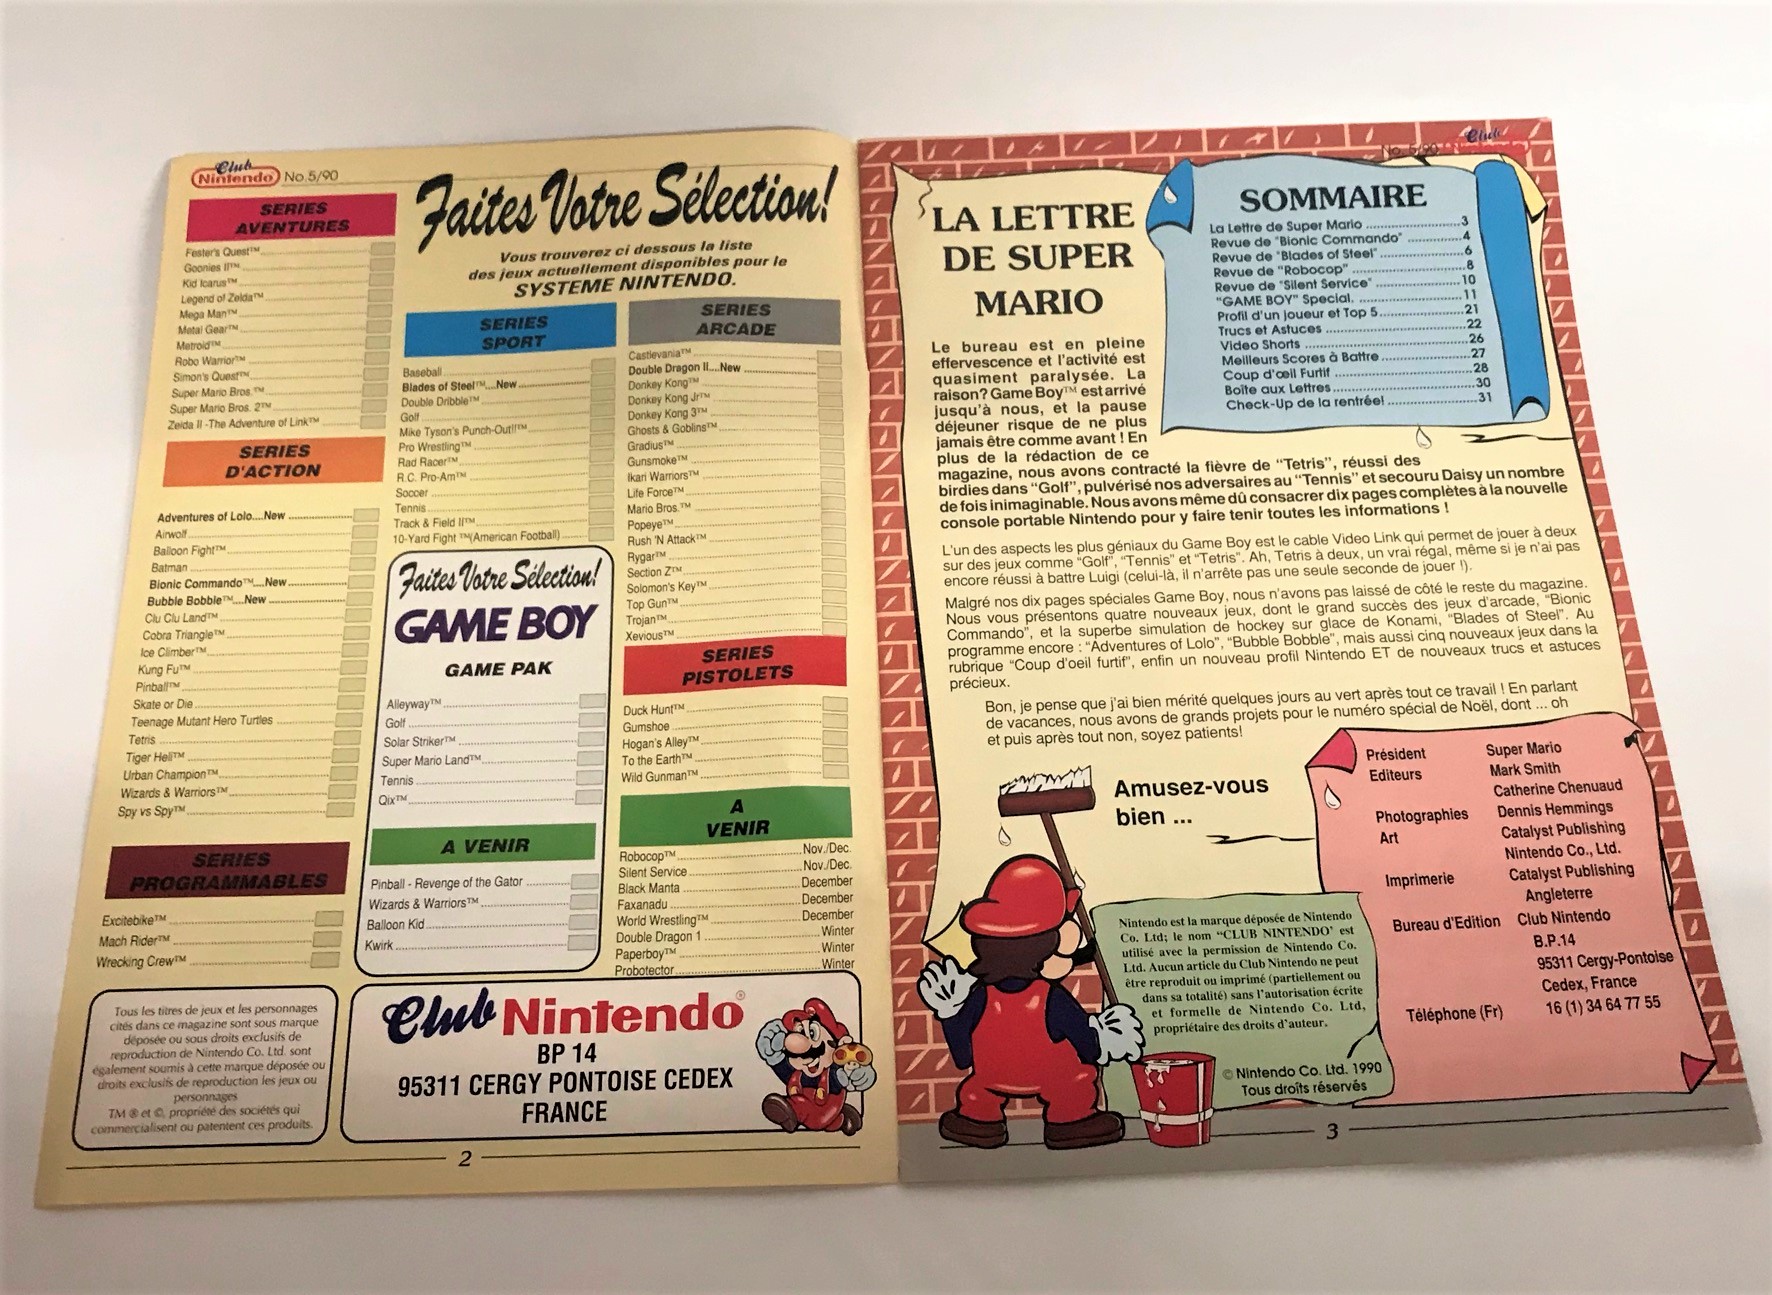 Club
Nintendo No.5/90
Faites Votre Sélection!
Vous trouverez ci dessous la liste
des jeux actuellement disponibles pour le
SYSTEME NINTENDO.
SERIES
AVENTURES
Fester's Quest™
Goonies II™
Kid Icarus™
Legend of Zelda™
Mega Man™
Metal Gear™
Metroid™
Robo Warrior™
Simon's Quest™
Super Mario Bros.™
Super Mario Bros. 2™
Zelda II -The Adventure of Link™
SERIES
D'ACTION
Adventures of Lolo....New
Airwolf
Balloon Fight™
Batman
Bionic Commando™....New
Bubble Bobble™....New
Clu Clu Land™
Cobra Triangle™
Ice Climber™
Kung Fu™
Pinball™
Skate or Die
Teenage Mutant Hero Turtles
Tetris
Tiger Heli™
Urban Champion™
Wizards & Warriors™
Spy vs Spy™
SERIES
PROGRAMMABLES
Excitebike™
Mach Rider™
Wrecking Crew™
Tous les titres de jeux et les personnages
cités dans ce magazine sont sous marque
déposée ou sous droits exclusifs de
reproduction de Nintendo Co. Ltd. sont
également soumis à cette marque déposée ou
droits exclusifs de reproduction les jeux ou
personnages
TM ® et ©, propriété des sociétés qui
commercialisent ou patentent ces produits.
SERIES
SPORT
Baseball
Blades of Steel™....New
Double Dribble™
Golf
Mike Tyson's Punch-Out!!™
Pro Wrestling™
Rad Racer™
R.C. Pro-Am™
Soccer
Tennis
Track & Field II™
10-Yard Fight ™(American Football)
Faites Votre Sélection!
GAME BOY
GAME PAK
Alleyway™
Golf
Solar Striker™
Super Mario Land™
Tennis
Qix™
A VENIR
Pinball - Revenge of the Gator
Wizards & Warriors™
Balloon Kid
Kwirk
SERIES
ARCADE
Castlevania™
Double Dragon II....New
Donkey Kong™
Donkey Kong Jr™
Donkey Kong 3™
Ghosts & Goblins™
Gradius™
Gunsmoke™
Ikari Warriors™
Life Force™
Mario Bros.™
Popeye™
Rush 'N Attack™
Rygar™
Section Z™
Solomon's Key™
Top Gun™
Trojan™
Xevious™
SERIES
PISTOLETS
Duck Hunt™
Gumshoe
Hogan's Alley™
To the Earth™
Wild Gunman™
A
VENIR
Robocop™ Nov./Dec.
Silent Service Nov./Dec.
Black Manta December
Faxanadu December
World Wrestling™ December
Double Dragon 1 Winter
Paperboy™ Winter
Probotector Winter
Club Nintendo®
BP 14
95311 CERGY PONTOISE CEDEX
FRANCE
2
Club
No. 5/90 Nintendo
LA LETTRE
DE SUPER
MARIO
SOMMAIRE
La Lettre de Super Mario 3
Revue de "Bionic Commando" 4
Revue de "Blades of Steel" 6
Revue de "Robocop" 8
Revue de "Silent Service" 10
"GAME BOY" Special. 11
Profil d'un joueur et Top 5 21
Trucs et Astuces 22
Video Shorts 26
Meilleurs Scores à Battre 27
Coup d'œil Furtif 28
Boîte aux Lettres 30
Check-Up de la rentrée! 31
Le bureau est en pleine
effervescence et l'activité est
quasiment paralysée. La
raison? Game Boy™ est arrivé
jusqu'à nous, et la pause
déjeuner risque de ne plus
jamais être comme avant ! En
plus de la rédaction de ce
magazine, nous avons contracté la fièvre de "Tetris", réussi des
birdies dans "Golf", pulvérisé nos adversaires au "Tennis" et secouru Daisy un nombre
de fois inimaginable. Nous avons même dû consacrer dix pages complètes à la nouvelle
console portable Nintendo pour y faire tenir toutes les informations !
L'un des aspects les plus géniaux du Game Boy est le cable Video Link qui permet de jouer à deux
sur des jeux comme "Golf", "Tennis" et "Tetris". Ah, Tetris à deux, un vrai régal, même si je n'ai pas
encore réussi à battre Luigi (celui-là, il n'arrête pas une seule seconde de jouer !).
Malgré nos dix pages spéciales Game Boy, nous n'avons pas laissé de côté le reste du magazine.
Nous vous présentons quatre nouveaux jeux, dont le grand succès des jeux d'arcade, "Bionic
Commando", et la superbe simulation de hockey sur glace de Konami, "Blades of Steel". Au
programme encore : "Adventures of Lolo", "Bubble Bobble", mais aussi cinq nouveaux jeux dans la
rubrique "Coup d'oeil furtif", enfin un nouveau profil Nintendo ET de nouveaux trucs et astuces
précieux.
Bon, je pense que j'ai bien mérité quelques jours au vert après tout ce travail ! En parlant
de vacances, nous avons de grands projets pour le numéro spécial de Noël, dont ... oh
et puis après tout non, soyez patients!
Amusez-vous
bien ...
Président Super Mario
Editeurs Mark Smith
Catherine Chenuaud
Photographies Dennis Hemmings
Art Catalyst Publishing
Nintendo Co., Ltd.
Imprimerie Catalyst Publishing
Angleterre
Bureau d'Edition Club Nintendo
B.P.14
95311 Cergy-Pontoise
Cedex, France
Téléphone (Fr) 16 (1) 34 64 77 55
Nintendo est la marque déposée de Nintendo
Co. Ltd; le nom "CLUB NINTENDO' est
utilisé avec la permission de Nintendo Co.
Ltd. Aucun article du Club Nintendo ne peut
être reproduit ou imprimé (partiellement ou
dans sa totalité) sans l'autorisation écrite
et formelle de Nintendo Co. Ltd,
propriétaire des droits d'auteur.
© Nintendo Co. Ltd. 1990
Tous droits réservés
3